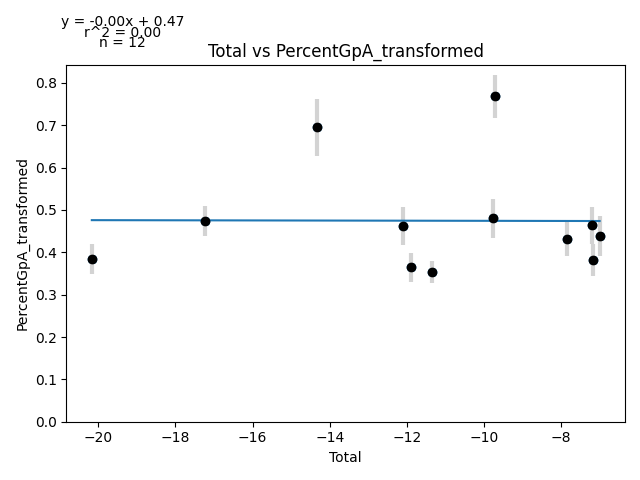 y = -0.00x + 0.47
r^2 = 0.00
n = 12
Total vs PercentGpA_transformed
PercentGpA_transformed
0.8
0.7
0.6
0.5
0.4
0.3
0.2
0.1
0.0
−20 −18 −16 −14 −12 −10 −8
Total